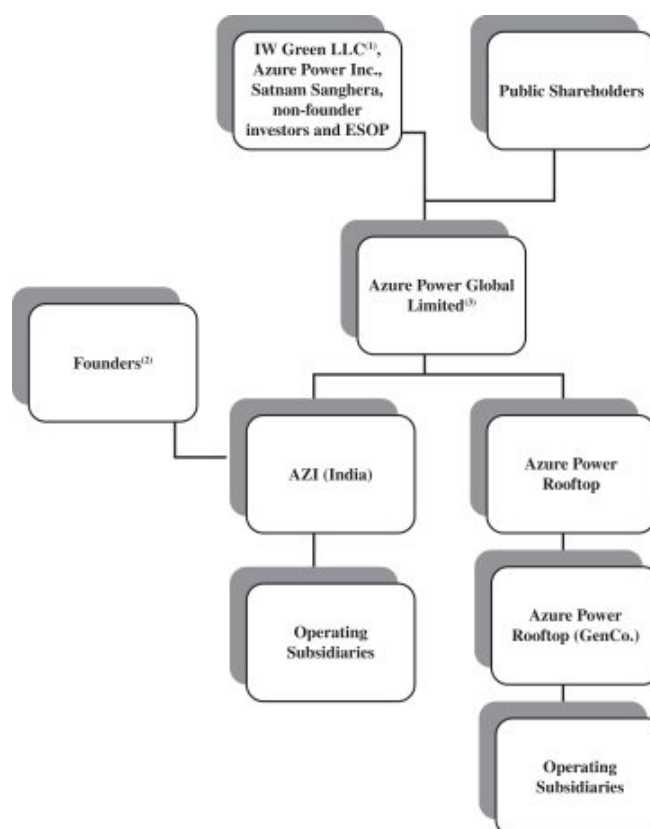 IW Green LLC(1),
Azure Power Inc.,
Satnam Sanghera,
non-founder
investors and ESOP
Public Shareholders
Azure Power Global
Limited(3)
Founders(2)
AZI (India)
Azure Power
Rooftop
Operating
Subsidiaries
Azure Power
Rooftop (GenCo.)
Operating
Subsidiaries